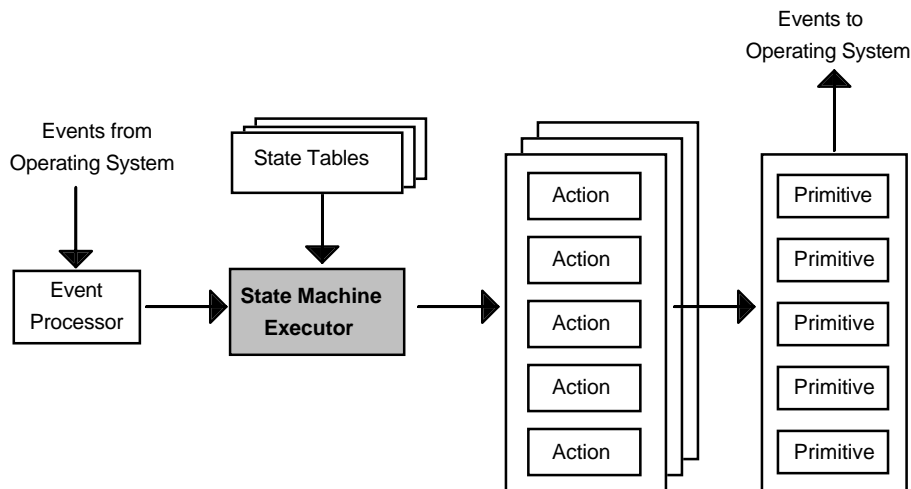 Events to
Operating System
Events from
Operating System
State Tables
Event
Processor
State Machine
Executor
Action
Action
Action
Action
Action
Primitive
Primitive
Primitive
Primitive
Primitive